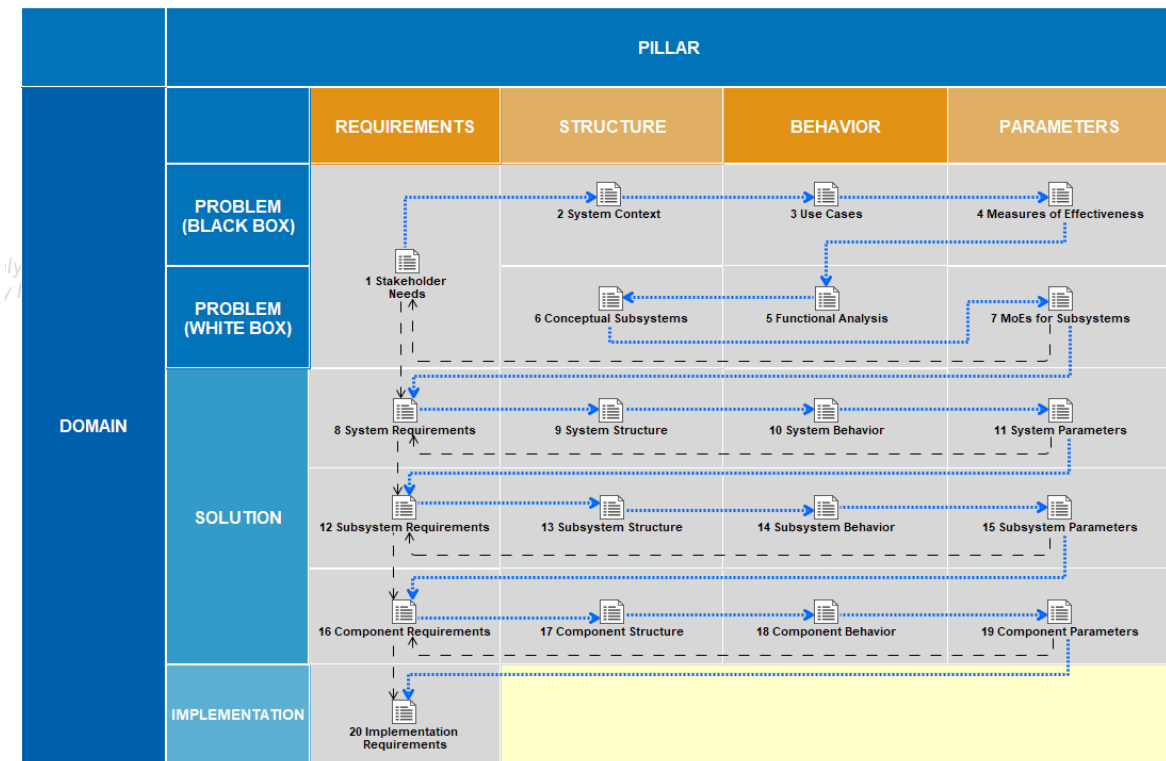 PILLAR
REQUIREMENTS
STRUCTURE
BEHAVIOR
PARAMETERS
DOMAIN
PROBLEM
(BLACK BOX)
2 System Context
3 Use Cases
4 Measures of Effectiveness
1 Stakeholder
Needs
PROBLEM
(WHITE BOX)
6 Conceptual Subsystems
5 Functional Analysis
7 MoEs for Subsystems
SOLUTION
8 System Requirements
9 System Structure
10 System Behavior
11 System Parameters
12 Subsystem Requirements
13 Subsystem Structure
14 Subsystem Behavior
15 Subsystem Parameters
16 Component Requirements
17 Component Structure
18 Component Behavior
19 Component Parameters
IMPLEMENTATION
20 Implementation
Requirements